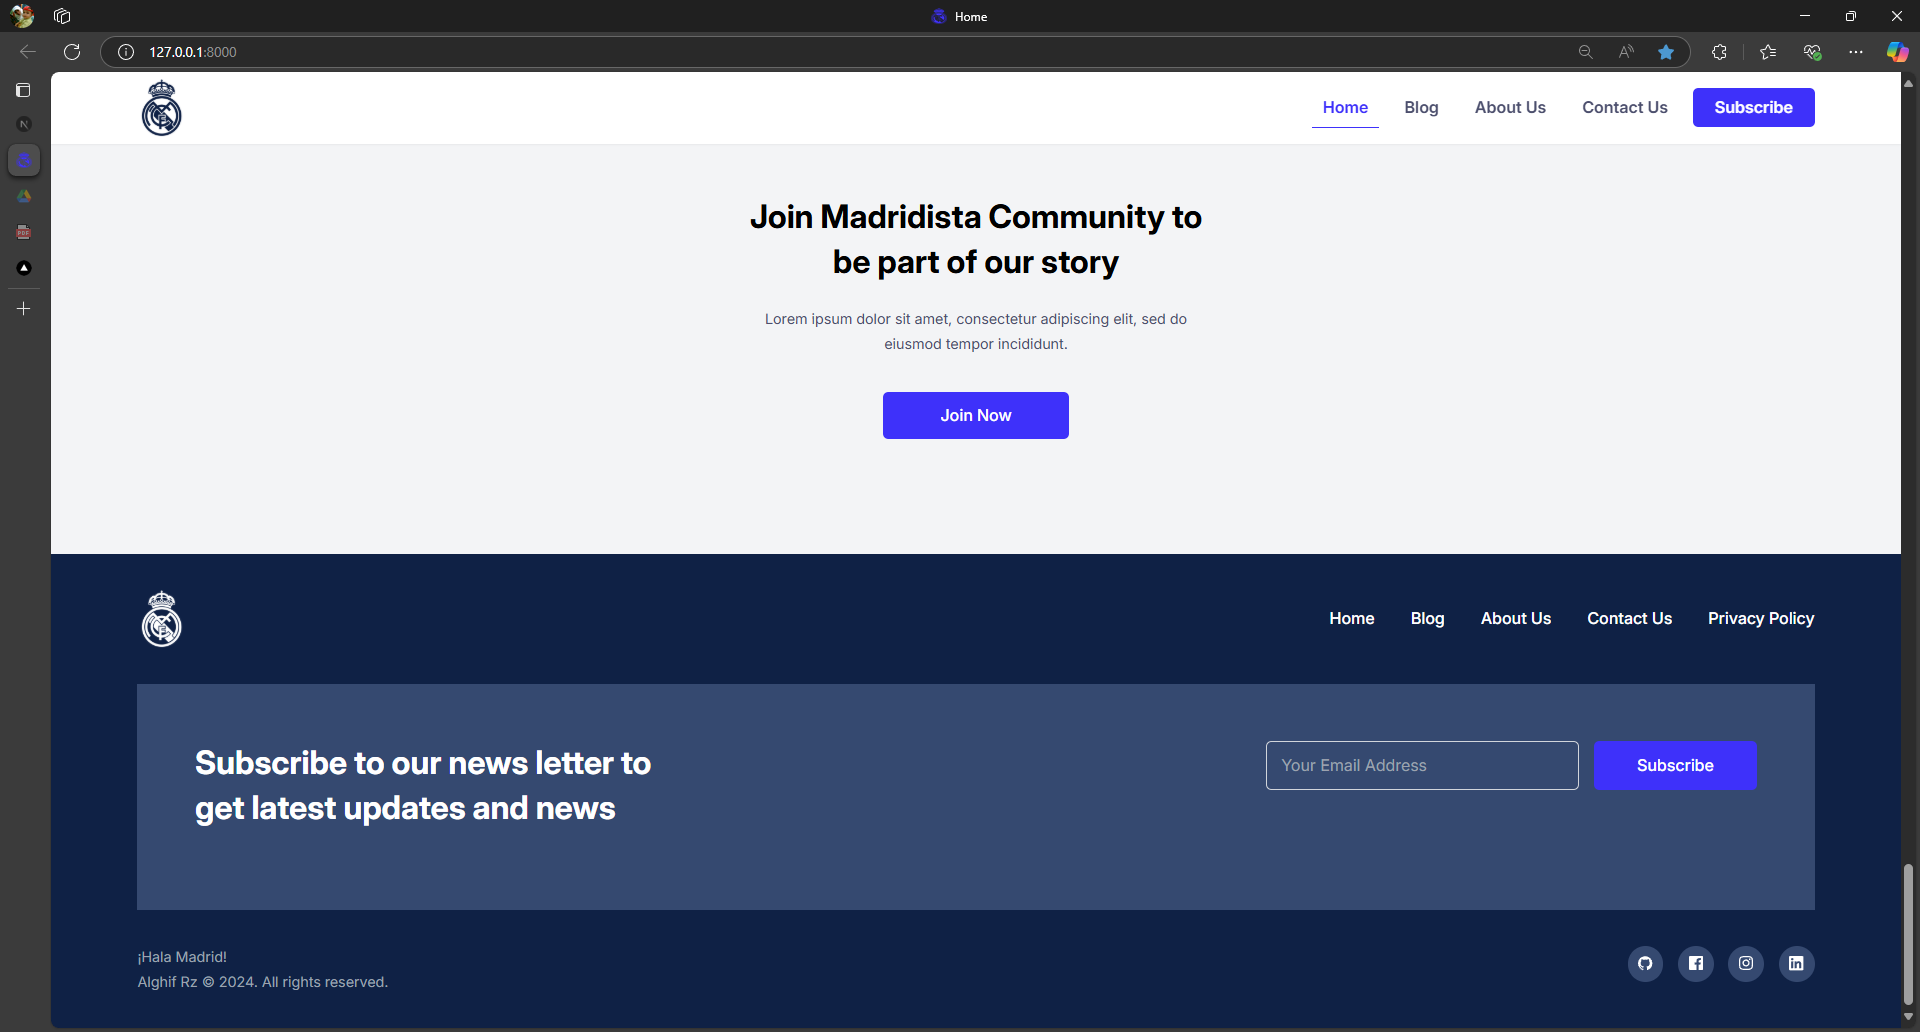 Home
127.0.0.1:8000
Home
Blog
About Us
Contact Us
Subscribe
Join Madridista Community to
be part of our story
Lorem ipsum dolor sit amet, consectetur adipiscing elit, sed do
eiusmod tempor incididunt.
Join Now
Home
Blog
About Us
Contact Us
Privacy Policy
Subscribe to our news letter to
get latest updates and news
Your Email Address
Subscribe
¡Hala Madrid!
Alghif Rz © 2024. All rights reserved.